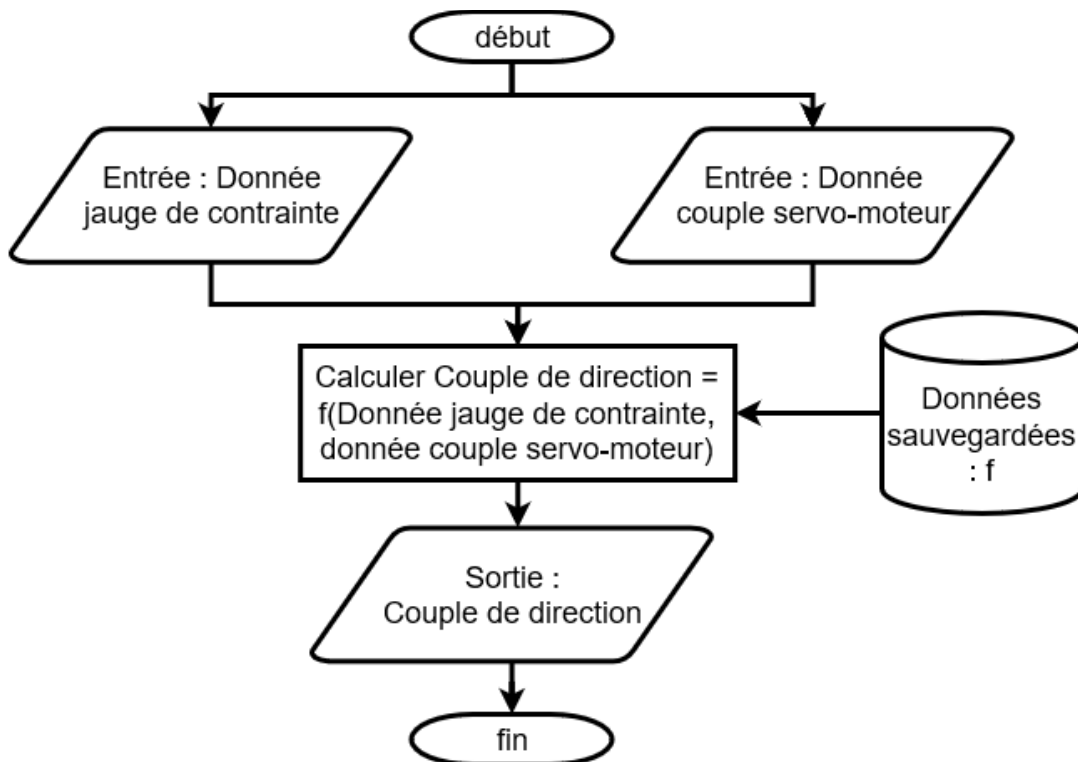 début
Entrée : Donnée
jauge de contrainte
Entrée : Donnée
couple servo-moteur
Calculer Couple de direction =
f(Donnée jauge de contrainte,
donnée couple servo-moteur)
Données
sauvegardées
: f
Sortie :
Couple de direction
fin